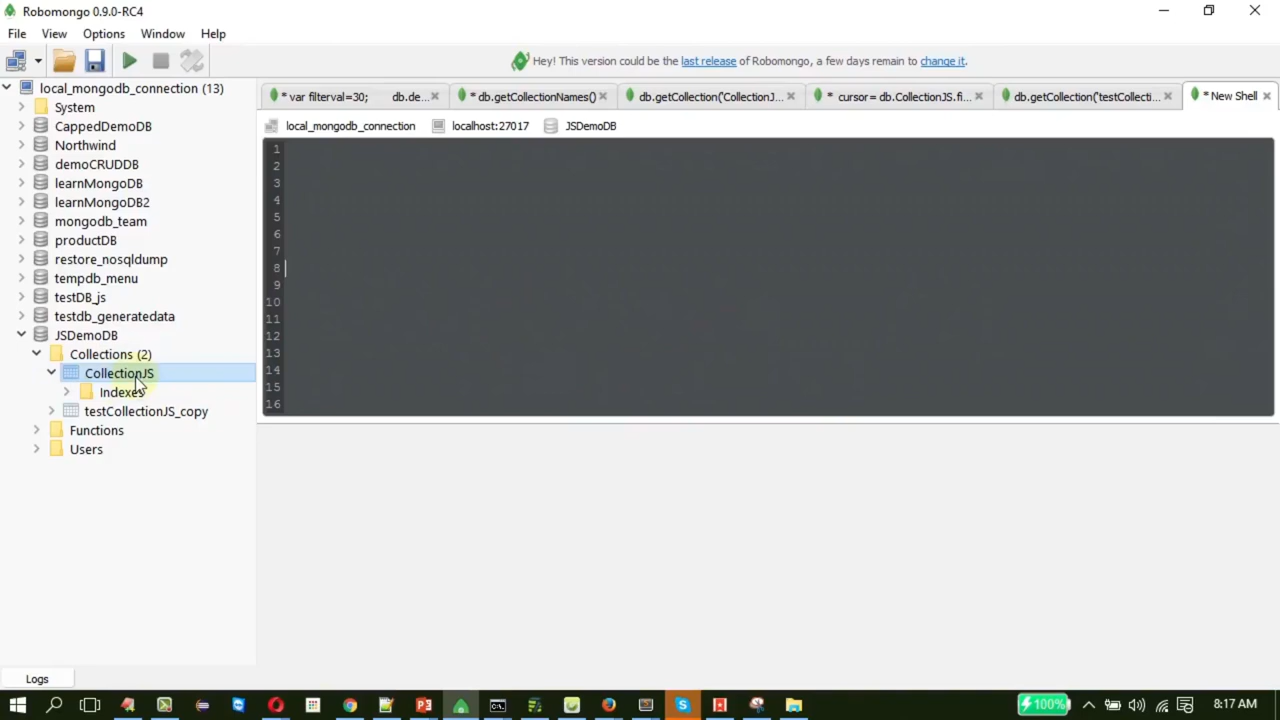 Robomongo 0.9.0-RC4
File View Options Window Help
Hey! This version could be the last release of Robomongo, a few days remain to change it.
local_mongodb_connection (13)
System
CappedDemoDB
Northwind
demoCRUDDB
learnMongoDB
learnMongoDB2
mongodb_team
productDB
restore_nosqldump
tempdb_menu
testDB_js
testdb_generatedata
JSDemoDB
Collections (2)
CollectionJS
Indexes
testCollectionJS_copy
Functions
Users
* var filterval=30; db.de...
* db.getCollectionNames()
db.getCollection('CollectionJ...
* cursor = db.CollectionJS.fi...
db.getCollection('testCollecti...
* New Shell
local_mongodb_connection localhost:27017 JSDemoDB
1
2
3
4
5
6
7
8
9
10
11
12
13
14
15
16
Logs
100% 8:17 AM